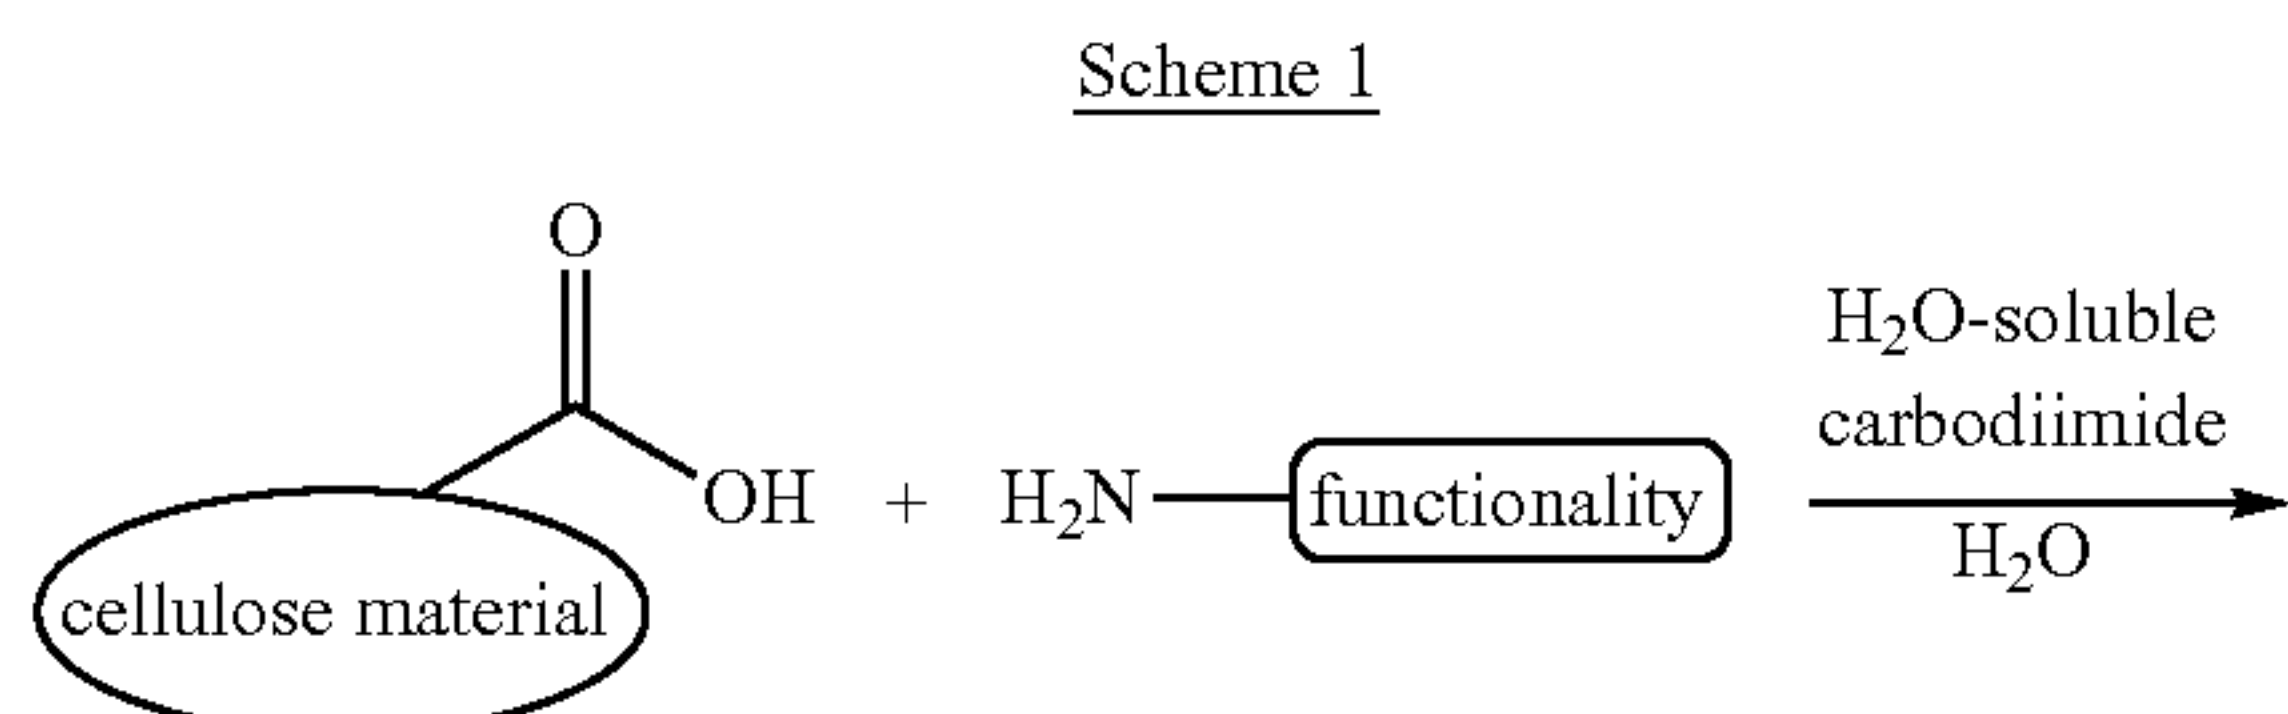 Scheme 1
O
H₂O-soluble
carbodiimide
OH + H₂N functionality
H₂O
cellulose material